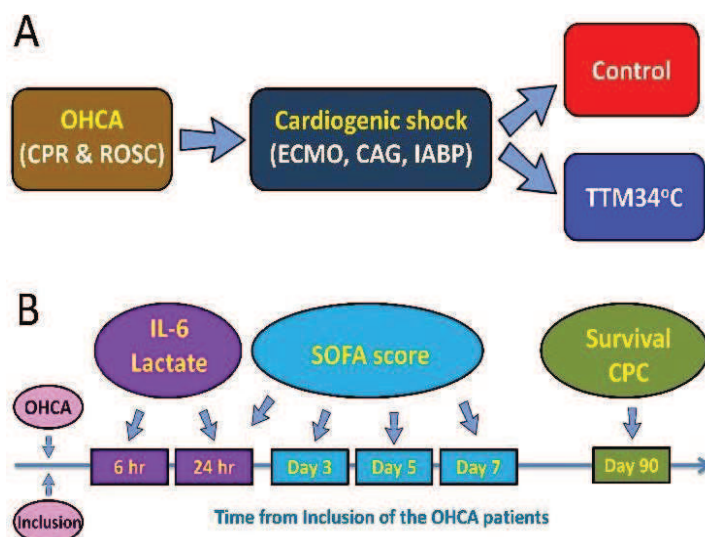 A
OHCA
(CPR & ROSC)
Cardiogenic shock
(ECMO, CAG, IABP)
Control
TTM34°C
B
IL-6
Lactate
SOFA score
Survival
CPC
OHCA
6 hr
24 hr
Day 3
Day 5
Day 7
Day 90
Inclusion
Time from Inclusion of the OHCA patients